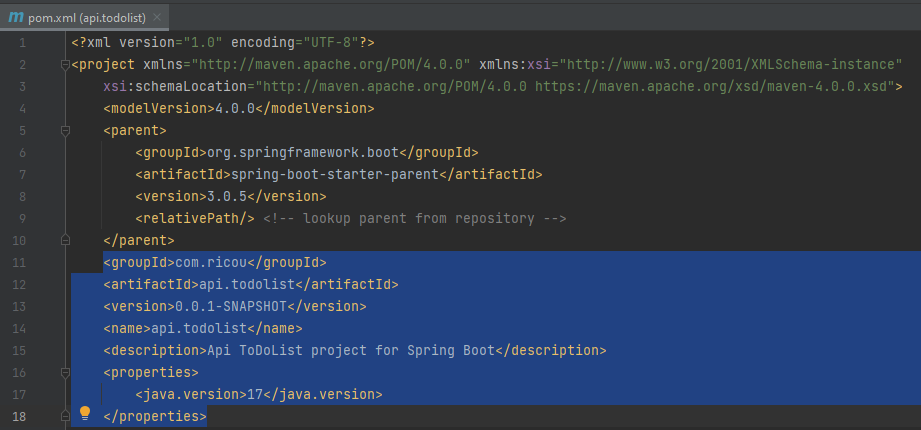 pom.xml (api.todolist)
1 <?xml version="1.0" encoding="UTF-8"?>
2 <project xmlns="http://maven.apache.org/POM/4.0.0" xmlns:xsi="http://www.w3.org/2001/XMLSchema-instance"
3 xsi:schemaLocation="http://maven.apache.org/POM/4.0.0 https://maven.apache.org/xsd/maven-4.0.0.xsd">
4 <modelVersion>4.0.0</modelVersion>
5 <parent>
6 <groupId>org.springframework.boot</groupId>
7 <artifactId>spring-boot-starter-parent</artifactId>
8 <version>3.0.5</version>
9 <relativePath/> <!-- lookup parent from repository -->
10 </parent>
11 <groupId>com.ricou</groupId>
12 <artifactId>api.todolist</artifactId>
13 <version>0.0.1-SNAPSHOT</version>
14 <name>api.todolist</name>
15 <description>Api ToDoList project for Spring Boot</description>
16 <properties>
17 <java.version>17</java.version>
18 </properties>